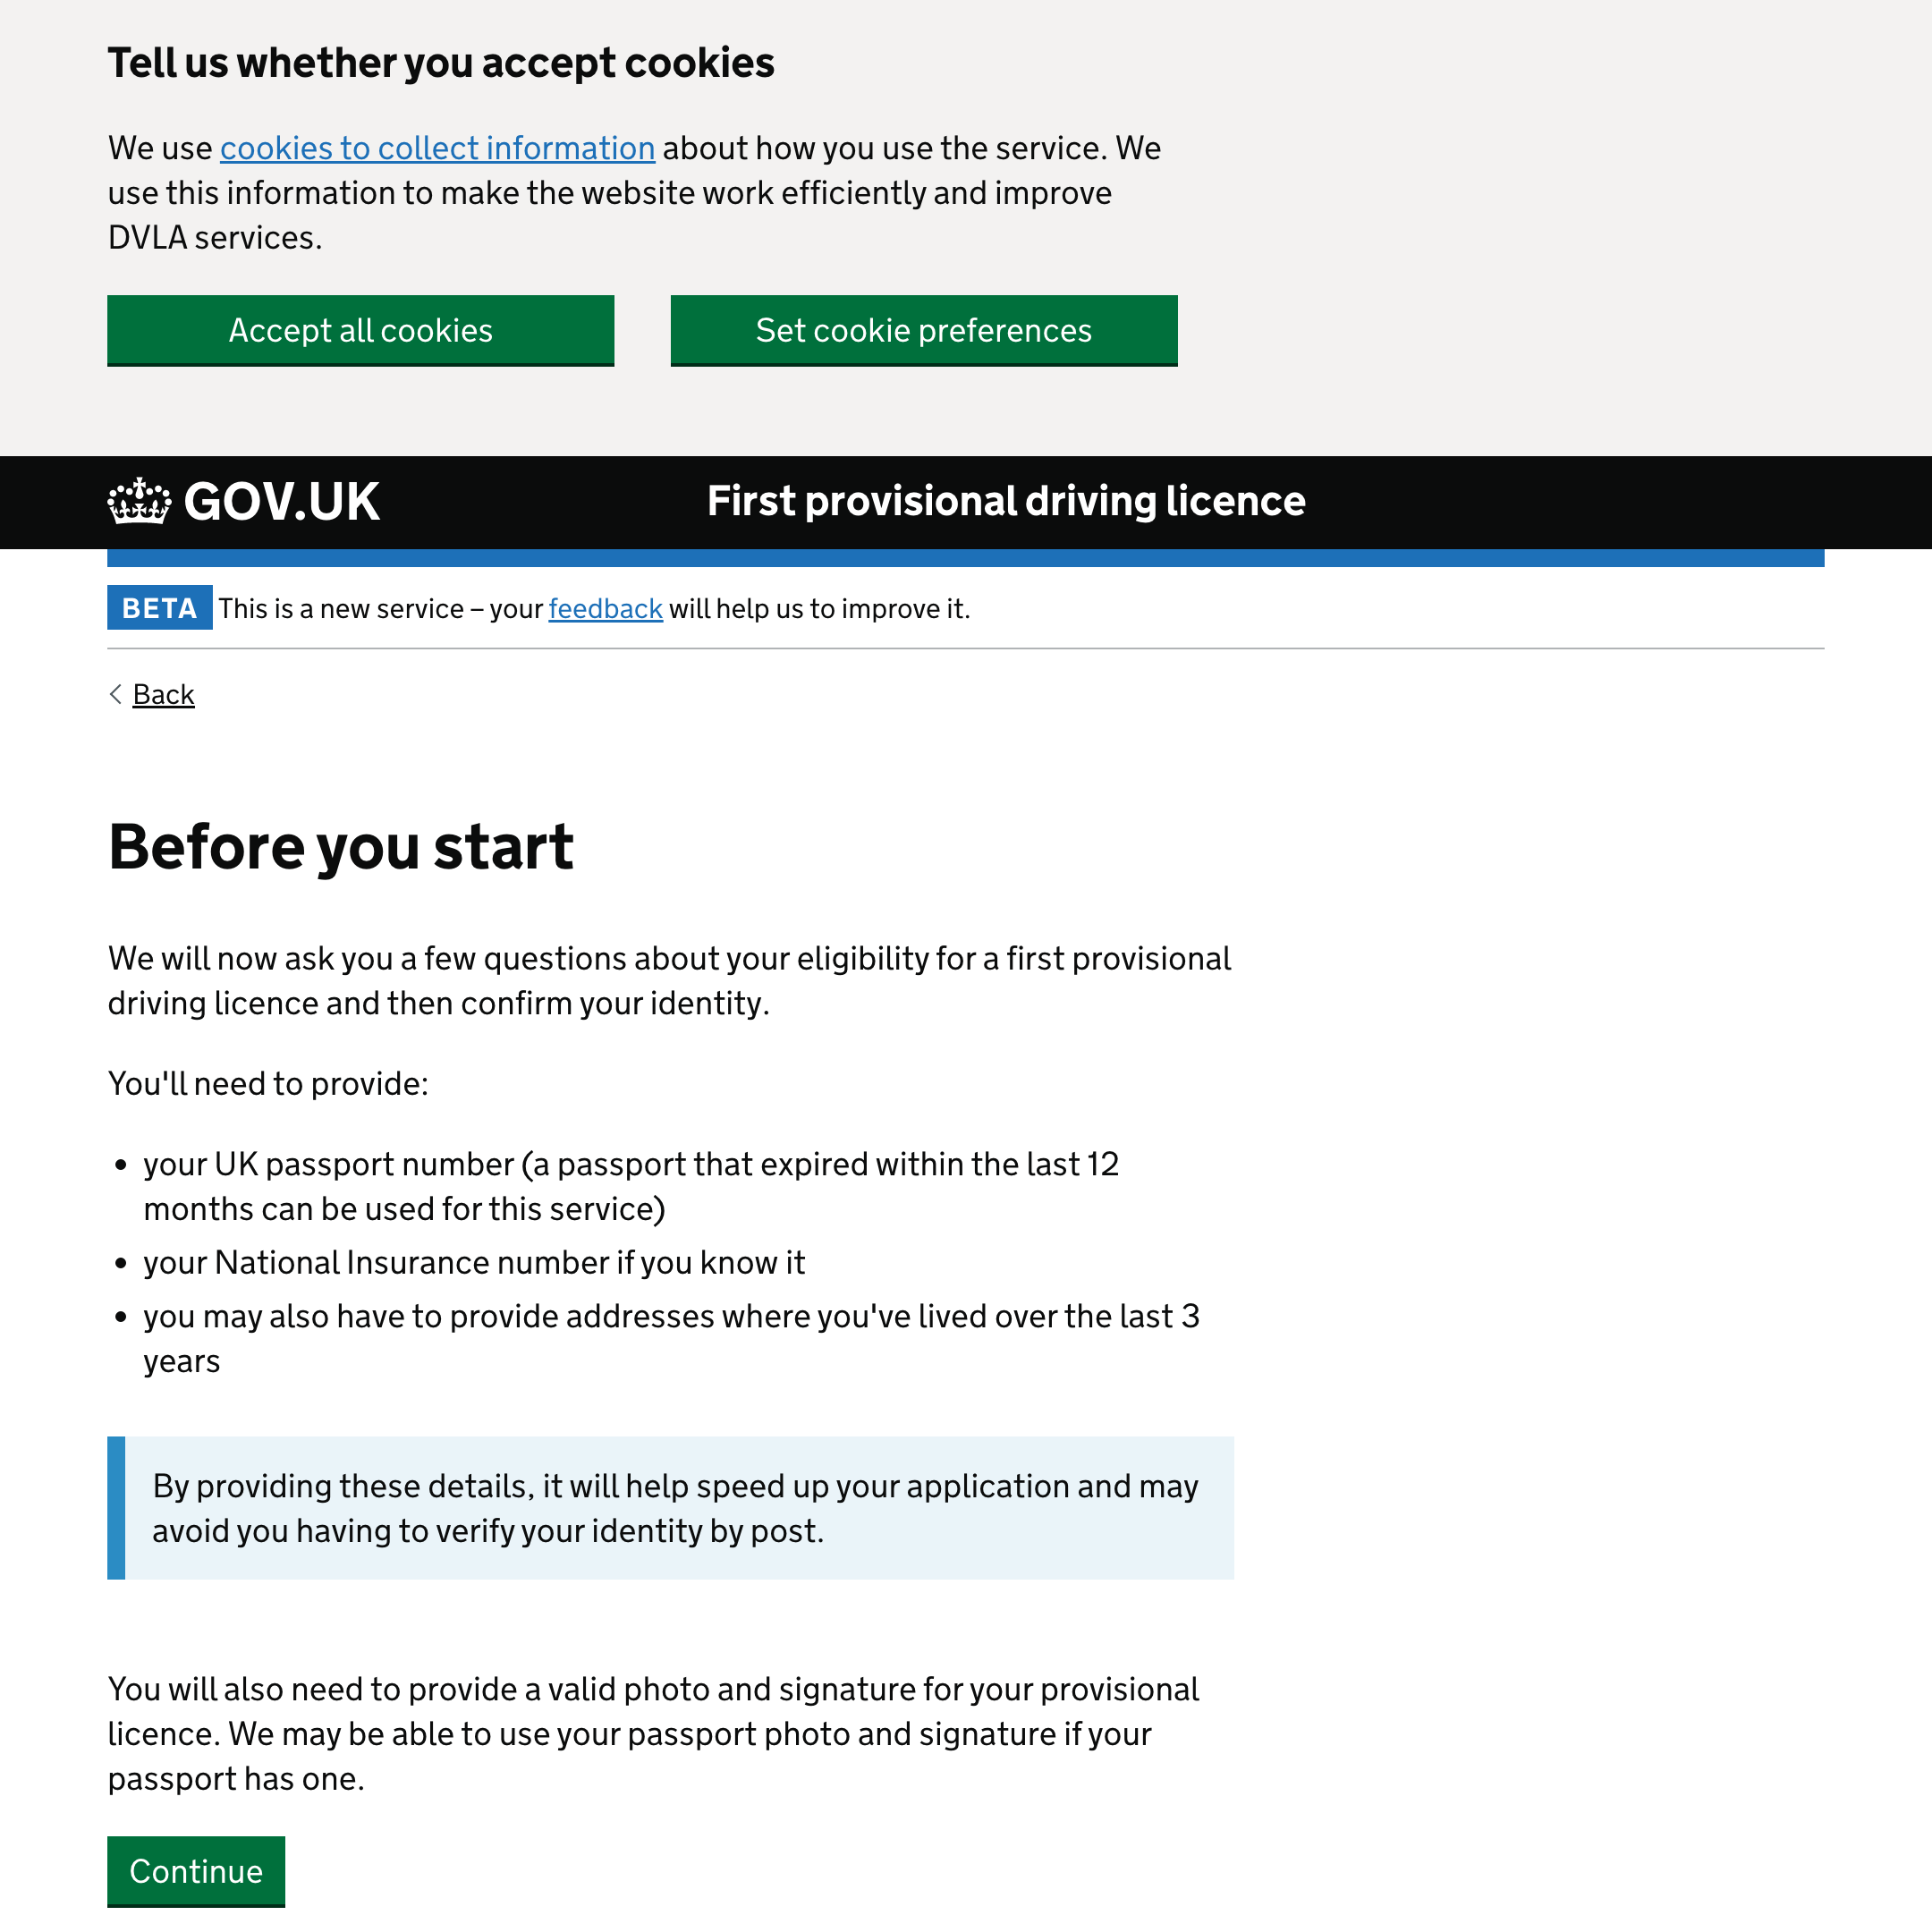 Tell us whether you accept cookies
We use cookies to collect information about how you use the service. We
use this information to make the website work efficiently and improve
DVLA services.
Accept all cookies
Set cookie preferences
GOV.UK
First provisional driving licence
BETA This is a new service – your feedback will help us to improve it.
Back
Before you start
We will now ask you a few questions about your eligibility for a first provisional
driving licence and then confirm your identity.
You'll need to provide:
• your UK passport number (a passport that expired within the last 12
months can be used for this service)
• your National Insurance number if you know it
• you may also have to provide addresses where you've lived over the last 3
years
By providing these details, it will help speed up your application and may
avoid you having to verify your identity by post.
You will also need to provide a valid photo and signature for your provisional
licence. We may be able to use your passport photo and signature if your
passport has one.
Continue